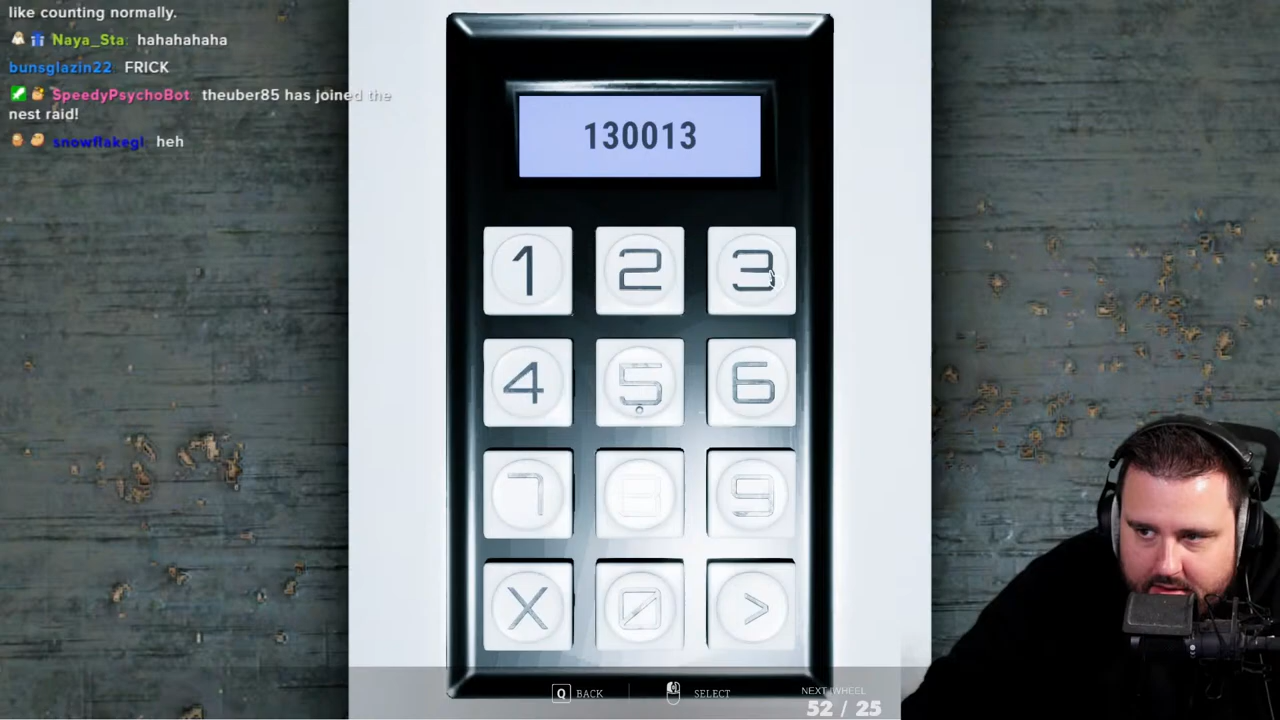 like counting normally.
Naya_Sta: hahahahaha
bunsglazin22 FRICK
SpeedyPsychoBot: theuber85 has joined the
nest raid!
snowflakegl heh
130013
1 2 3
4 5 6
7 8 9
X 0 >
Q BACK SELECT
NEXT WHEEL
52 / 25